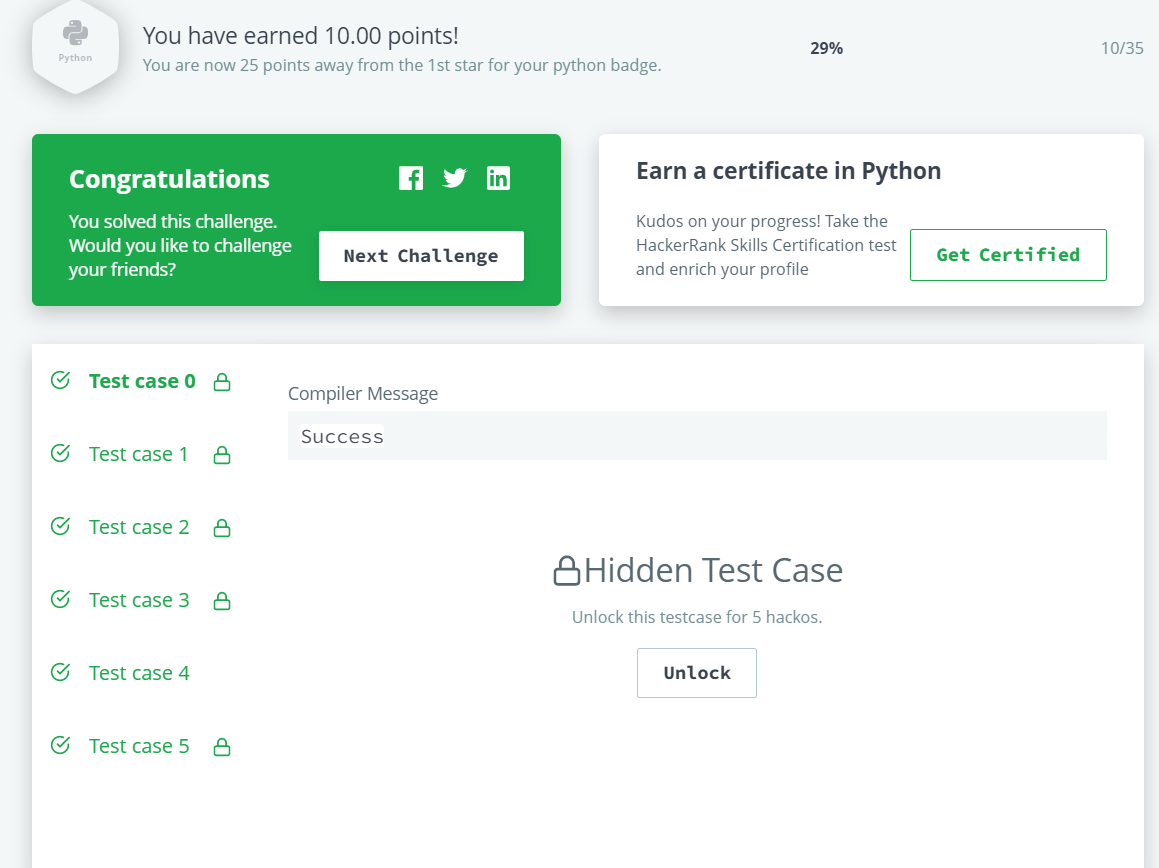 Python
You have earned 10.00 points!
You are now 25 points away from the 1st star for your python badge.
29%
10/35
Congratulations
You solved this challenge.
Would you like to challenge
your friends?
Next Challenge
Earn a certificate in Python
Kudos on your progress! Take the
HackerRank Skills Certification test
and enrich your profile
Get Certified
Test case 0
Test case 1
Test case 2
Test case 3
Test case 4
Test case 5
Compiler Message
Success
Hidden Test Case
Unlock this testcase for 5 hackos.
Unlock